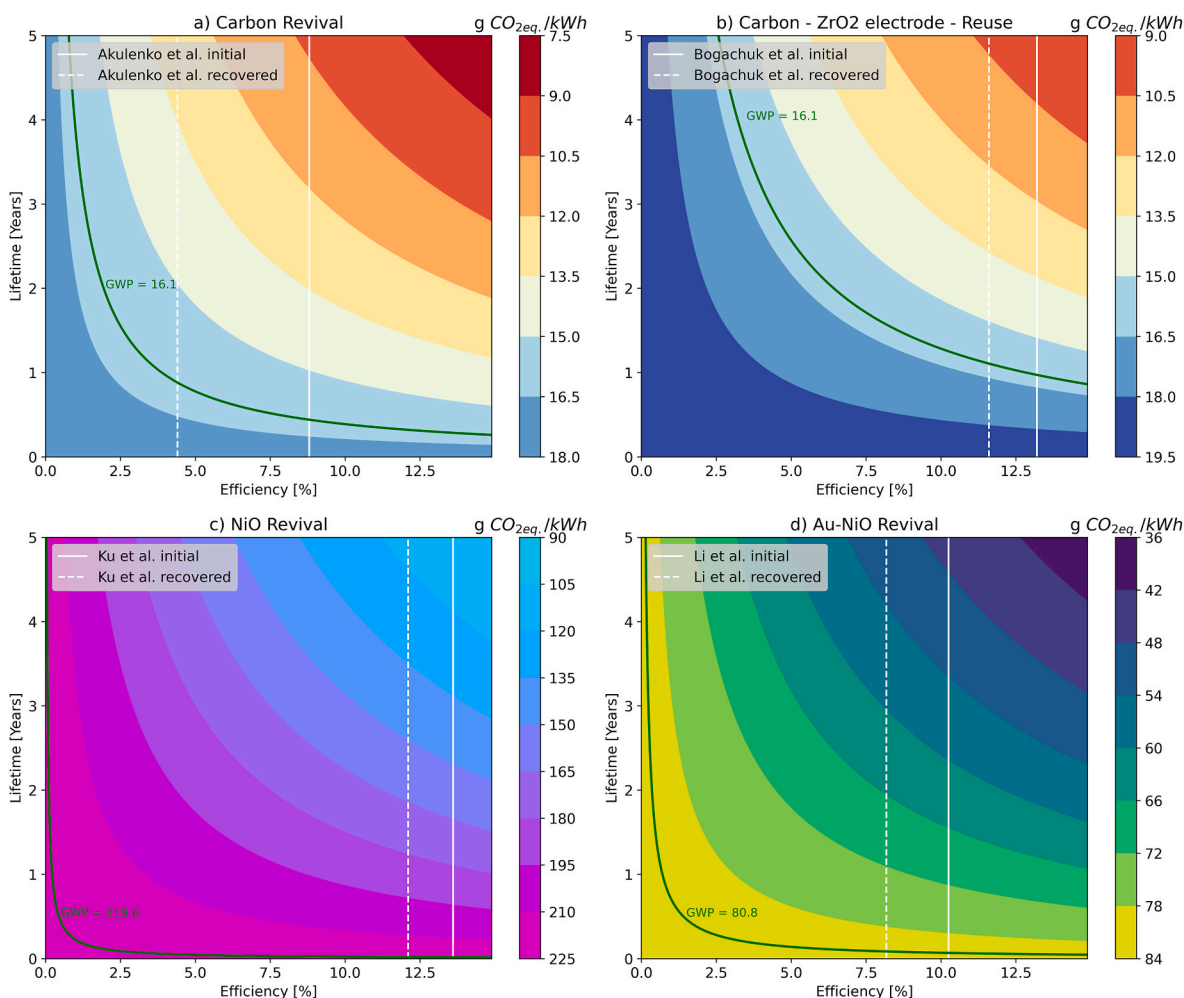 a) Carbon Revival
g CO2eq./kWh
Akulenko et al. initial
Akulenko et al. recovered
GWP = 16.1
Lifetime [Years]
5
4
3
2
1
0
0.0 2.5 5.0 7.5 10.0 12.5
Efficiency [%]
7.5
9.0
10.5
12.0
13.5
15.0
16.5
18.0
b) Carbon - ZrO2 electrode - Reuse
g CO2eq./kWh
Bogachuk et al. initial
Bogachuk et al. recovered
GWP = 16.1
Lifetime [Years]
5
4
3
2
1
0
0.0 2.5 5.0 7.5 10.0 12.5
Efficiency [%]
9.0
10.5
12.0
13.5
15.0
16.5
18.0
19.5
c) NiO Revival
g CO2eq./kWh
Ku et al. initial
Ku et al. recovered
GWP = 218.6
Lifetime [Years]
5
4
3
2
1
0
0.0 2.5 5.0 7.5 10.0 12.5
Efficiency [%]
90
105
120
135
150
165
180
195
210
225
d) Au-NiO Revival
g CO2eq./kWh
Li et al. initial
Li et al. recovered
GWP = 80.8
Lifetime [Years]
5
4
3
2
1
0
0.0 2.5 5.0 7.5 10.0 12.5
Efficiency [%]
36
42
48
54
60
66
72
78
84